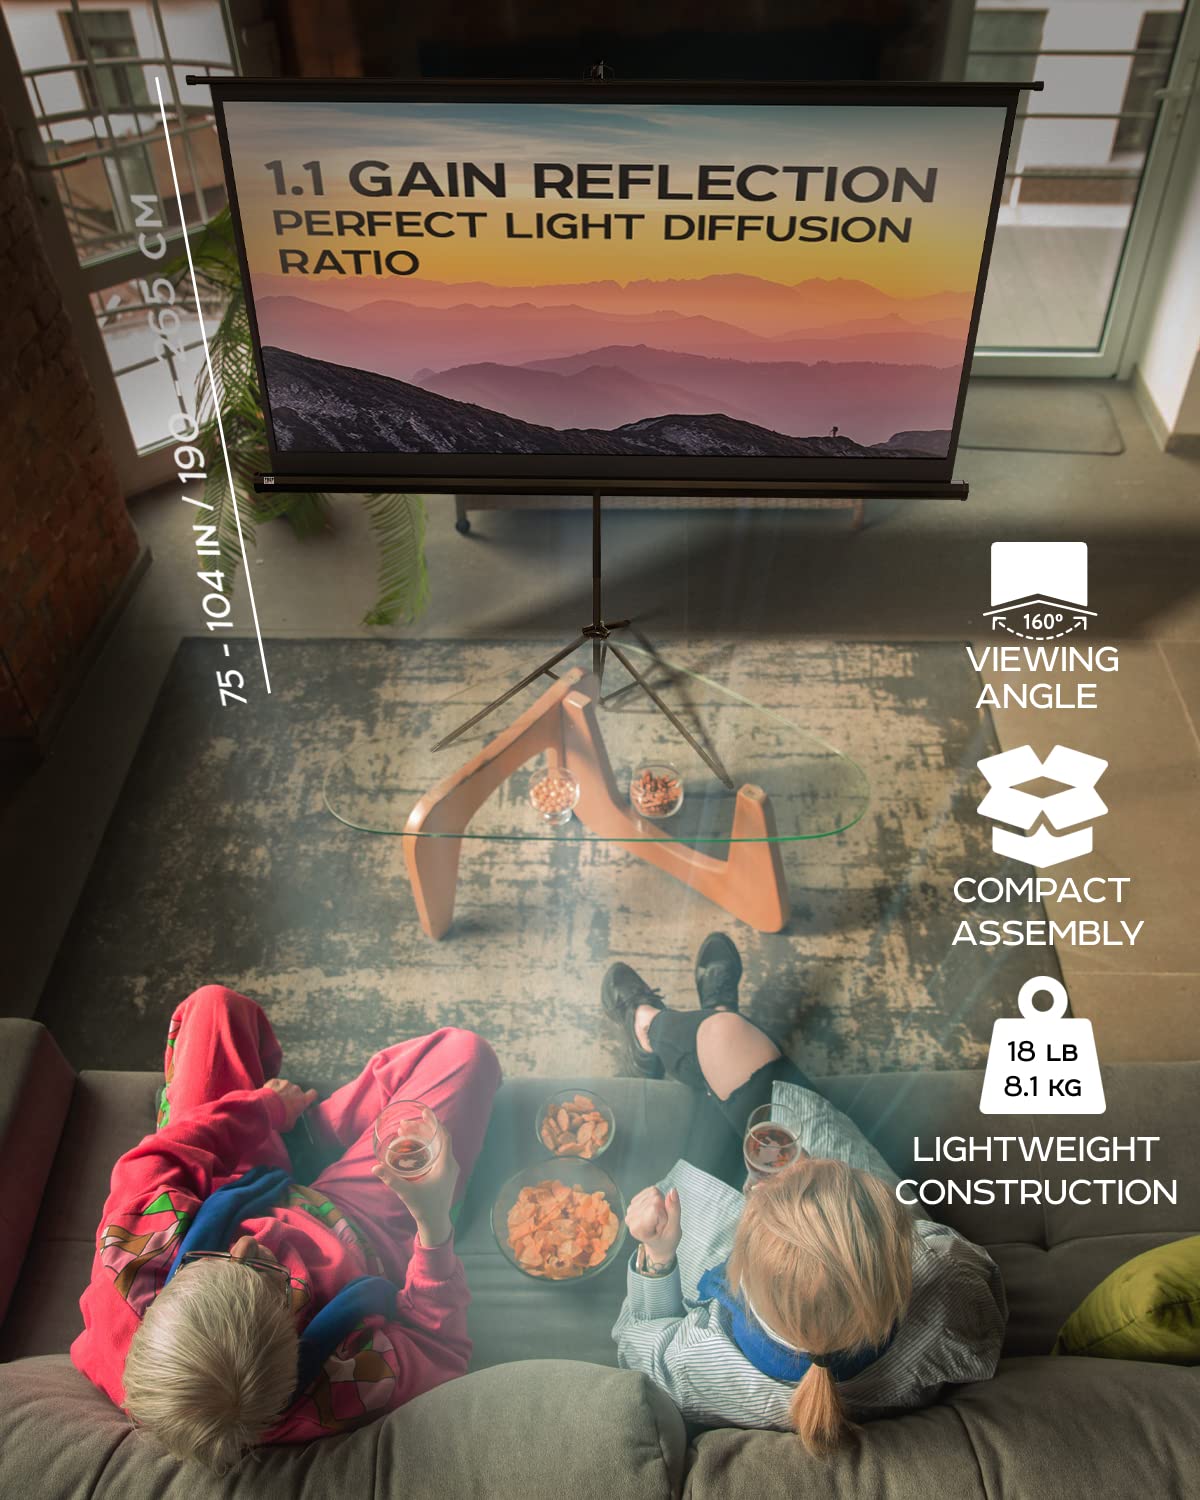 1.1 GAIN REFLECTION
PERFECT LIGHT DIFFUSION
RATIO
75 - 104 IN / 190 - 265 CM
160º
VIEWING
ANGLE
COMPACT
ASSEMBLY
18 LB
8.1 KG
LIGHTWEIGHT
CONSTRUCTION